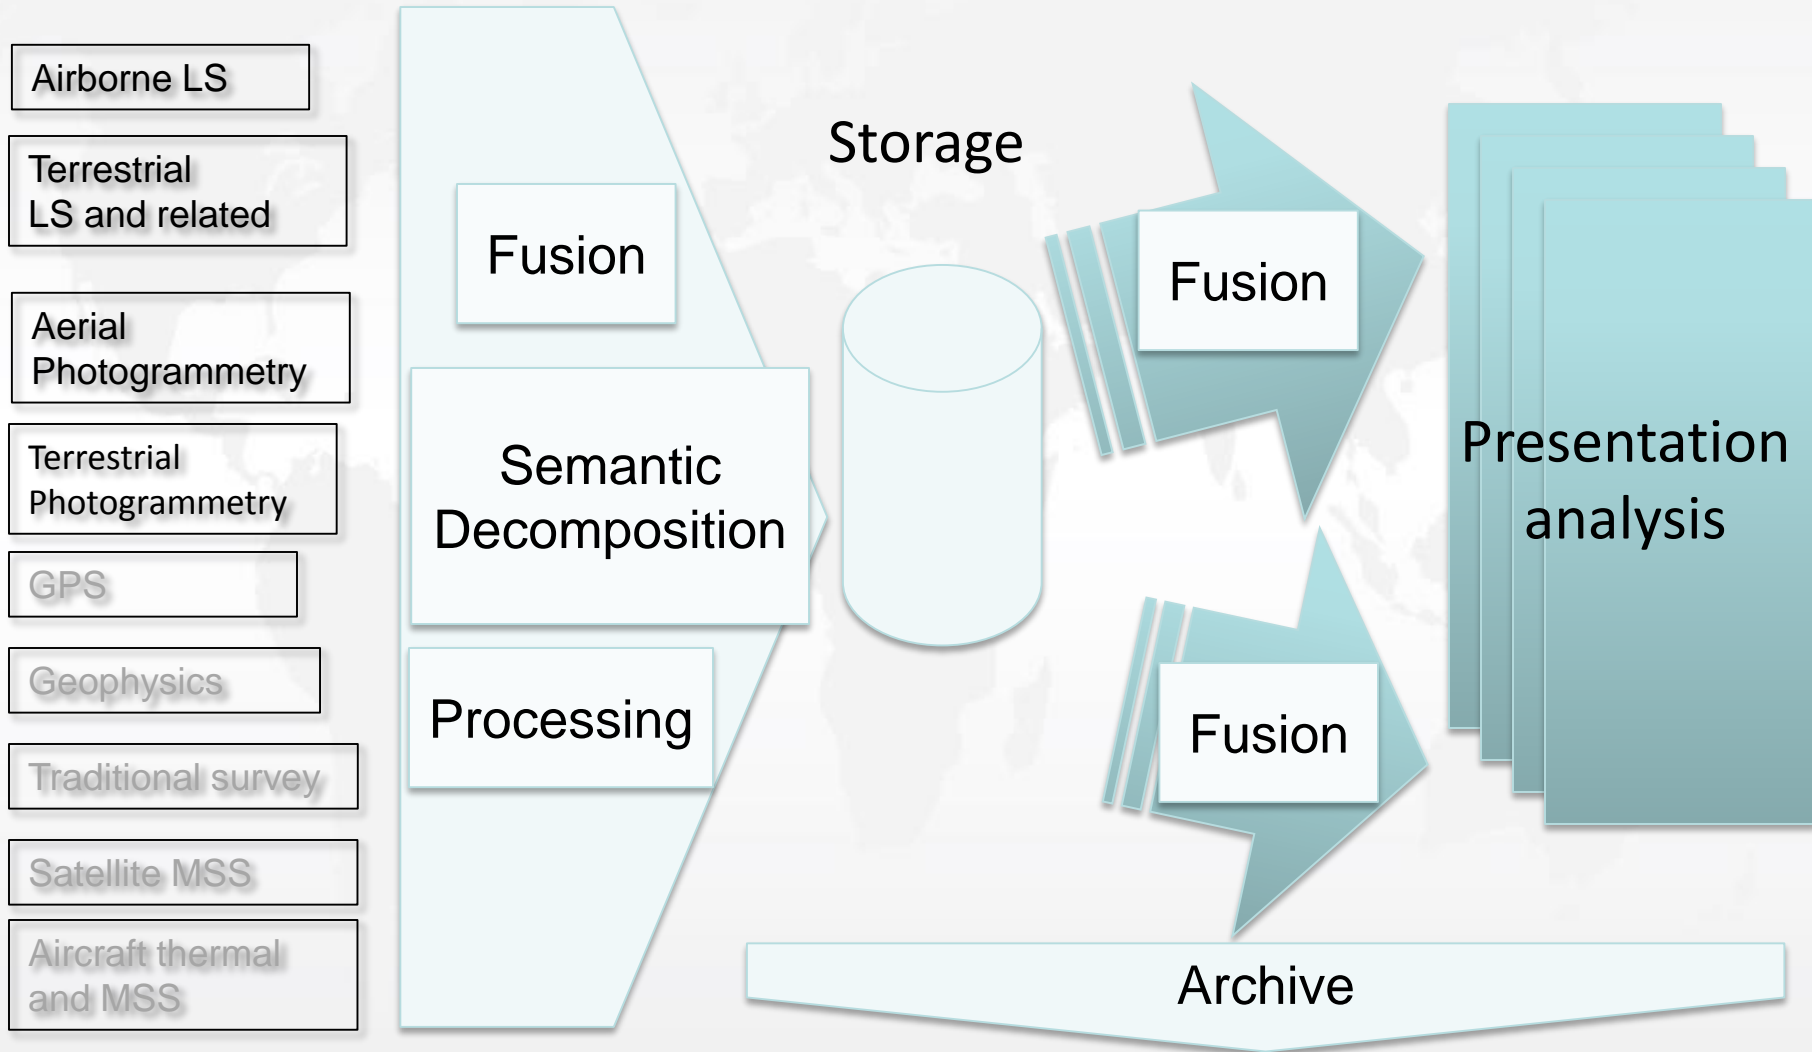 Airborne LS
Terrestrial
LS and related
Aerial
Photogrammetry
Terrestrial
Photogrammetry
GPS
Geophysics
Traditional survey
Satellite MSS
Aircraft thermal
and MSS
Fusion
Semantic
Decomposition
Processing
Storage
Fusion
Fusion
Presentation
analysis
Archive